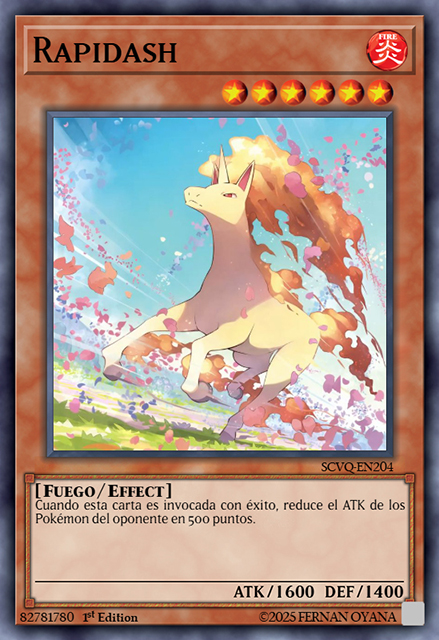 RAPIDASH
FIRE
炎
SCVQ-EN204
[FUEGO/EFFECT]
Cuando esta carta es invocada con éxito, reduce el ATK de los
Pokémon del oponente en 500 puntos.
ATK/1600 DEF/1400
82781780 1st Edition ©2025 FERNAN OYANA